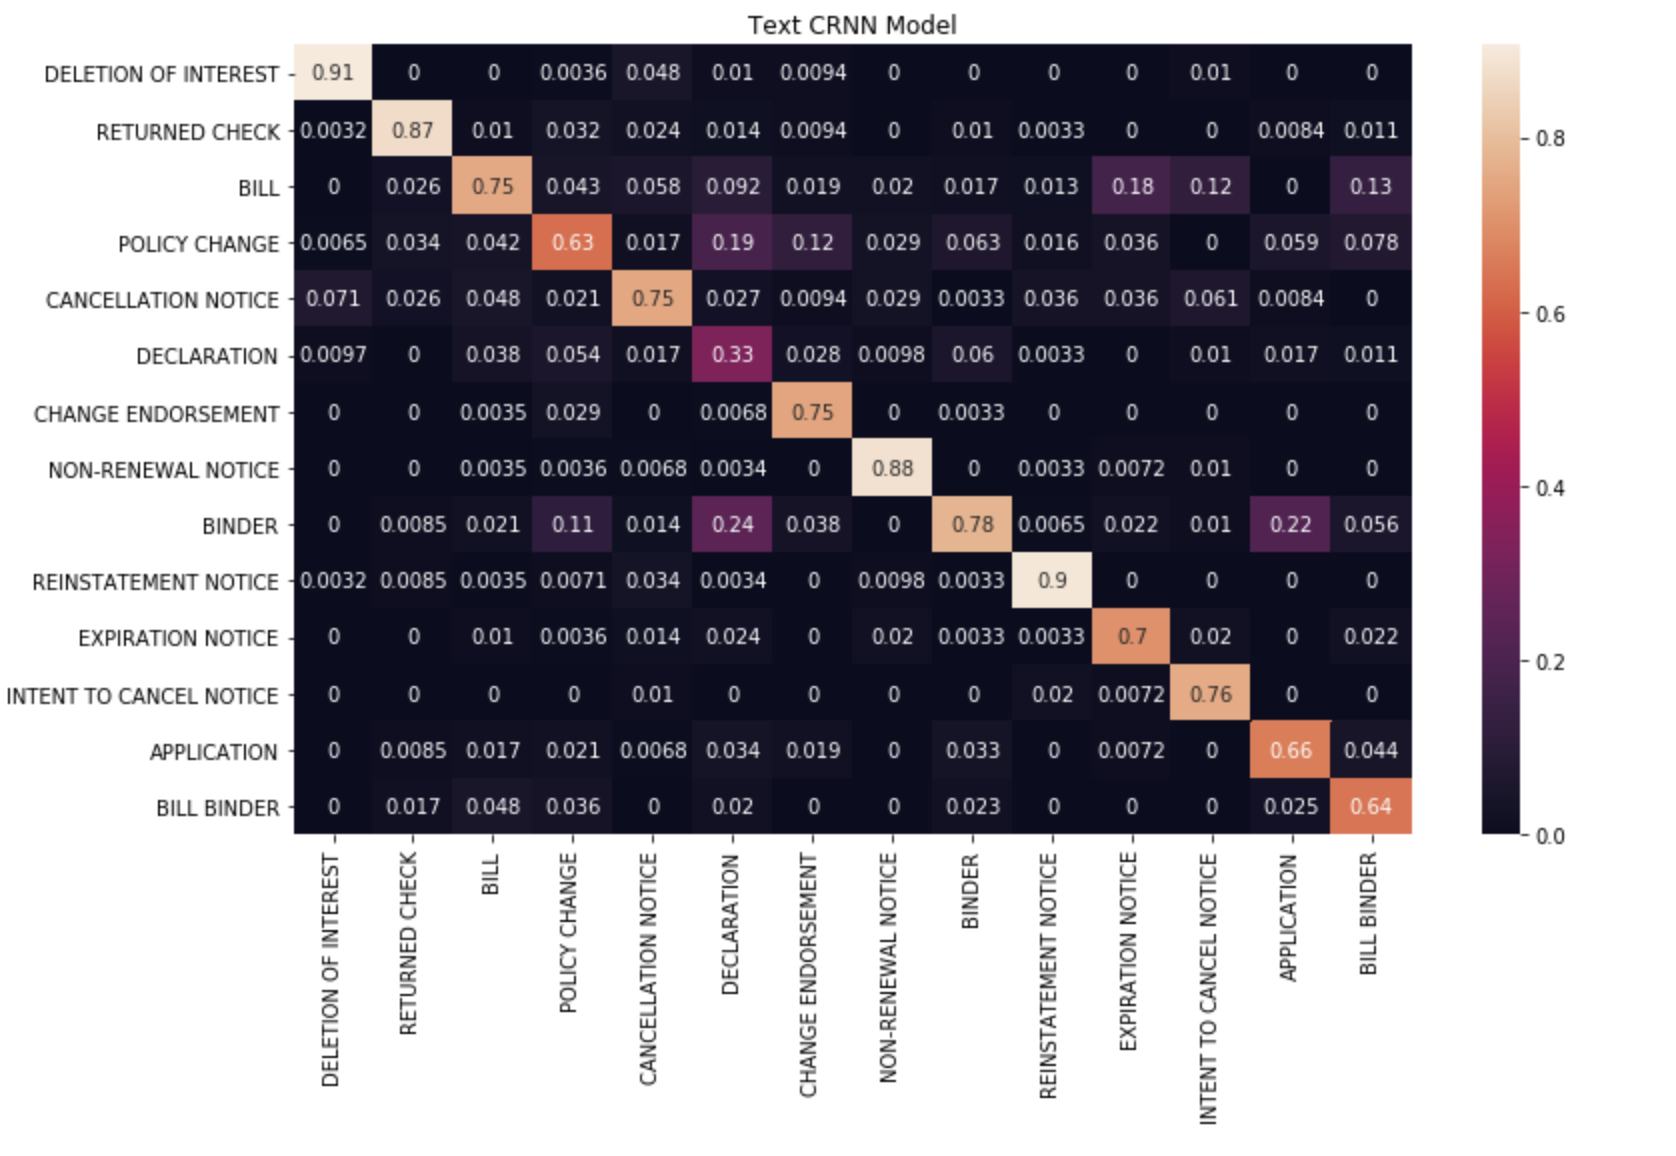 Text CRNN Model
DELETION OF INTEREST 0.91 0 0 0.0036 0.048 0.01 0.0094 0 0 0 0 0.01 0 0
RETURNED CHECK 0.0032 0.87 0.01 0.032 0.024 0.014 0.0094 0 0.01 0.0033 0 0 0.0084 0.011
0.8
BILL 0 0.026 0.75 0.043 0.058 0.092 0.019 0.02 0.017 0.013 0.18 0.12 0 0.13
POLICY CHANGE 0.0065 0.034 0.042 0.63 0.017 0.19 0.12 0.029 0.063 0.016 0.036 0 0.059 0.078
CANCELLATION NOTICE 0.071 0.026 0.048 0.021 0.75 0.027 0.0094 0.029 0.0033 0.036 0.036 0.061 0.0084 0
0.6
DECLARATION 0.0097 0 0.038 0.054 0.017 0.33 0.028 0.0098 0.06 0.0033 0 0.01 0.017 0.011
CHANGE ENDORSEMENT 0 0 0.0035 0.029 0 0.0068 0.75 0 0.0033 0 0 0 0 0
NON-RENEWAL NOTICE 0 0 0.0035 0.0036 0.0068 0.0034 0 0.88 0 0.0033 0.0072 0.01 0 0
0.4
BINDER 0 0.0085 0.021 0.11 0.014 0.24 0.038 0 0.78 0.0065 0.022 0.01 0.22 0.056
REINSTATEMENT NOTICE 0.0032 0.0085 0.0035 0.0071 0.034 0.0034 0 0.0098 0.0033 0.9 0 0 0 0
EXPIRATION NOTICE 0 0 0.01 0.0036 0.014 0.024 0 0.02 0.0033 0.0033 0.7 0.02 0 0.022
0.2
INTENT TO CANCEL NOTICE 0 0 0 0 0.01 0 0 0 0 0.02 0.0072 0.76 0 0
APPLICATION 0 0.0085 0.017 0.021 0.0068 0.034 0.019 0 0.033 0 0.0072 0 0.66 0.044
BILL BINDER 0 0.017 0.048 0.036 0 0.02 0 0 0.023 0 0 0 0.025 0.64
0.0
DELETION OF INTEREST
RETURNED CHECK
BILL
POLICY CHANGE
CANCELLATION NOTICE
DECLARATION
CHANGE ENDORSEMENT
NON-RENEWAL NOTICE
BINDER
REINSTATEMENT NOTICE
EXPIRATION NOTICE
INTENT TO CANCEL NOTICE
APPLICATION
BILL BINDER